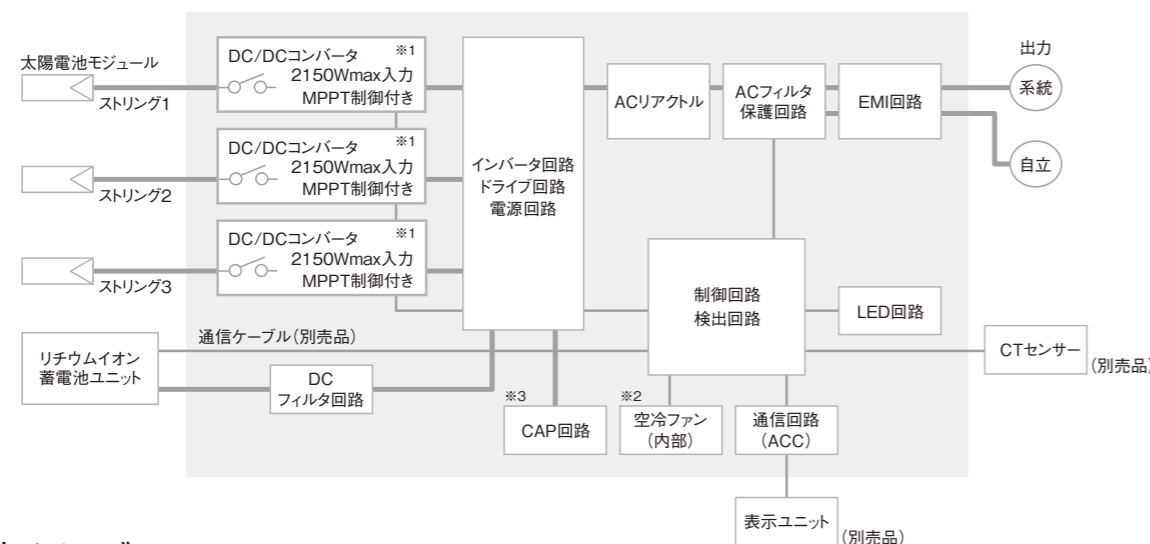 太陽電池モジュール
ストリング1
DC/DCコンバータ ※1
2150Wmax入力
MPPT制御付き
ストリング2
DC/DCコンバータ ※1
2150Wmax入力
MPPT制御付き
ストリング3
DC/DCコンバータ ※1
2150Wmax入力
MPPT制御付き
インバータ回路
ドライブ回路
電源回路
ACリアクトル
ACフィルタ
保護回路
EMI回路
出力
系統
自立
制御回路
検出回路
LED回路
CTセンサー
(別売品)
リチウムイオン
蓄電池ユニット
通信ケーブル(別売品)
DC
フィルタ回路
※3
CAP回路
※2
空冷ファン
(内部)
通信回路
(ACC)
表示ユニット
(別売品)